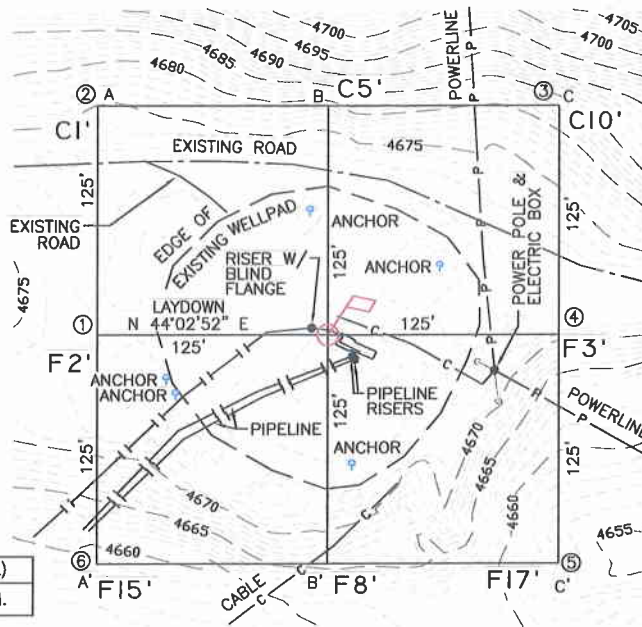 4700
4695
4690
4685
4680
POWERLINE
4705
4700
4695
② A
B C5'
③ C
C1'
C10'
4675
EXISTING ROAD
P
P
P
125'
125'
EXISTING
ROAD
EDGE OF
EXISTING WELLPAD
ANCHOR
RISER W/
BLIND
FLANGE
125'
ANCHOR
POWER POLE &
ELECTRIC BOX
4675
LAYDOWN
① N 44°02'52" E
125'
C
125'
④
F2'
F3'
C
C
P
P
P
POWERLINE
ANCHOR
ANCHOR
PIPELINE
125'
PIPELINE
RISERS
125'
125'
ANCHOR
4670
4665
4660
4670
4665
4660
4655
C
⑥
A' F15'
B' F8'
F17'
⑤
C'
CABLE
C
C